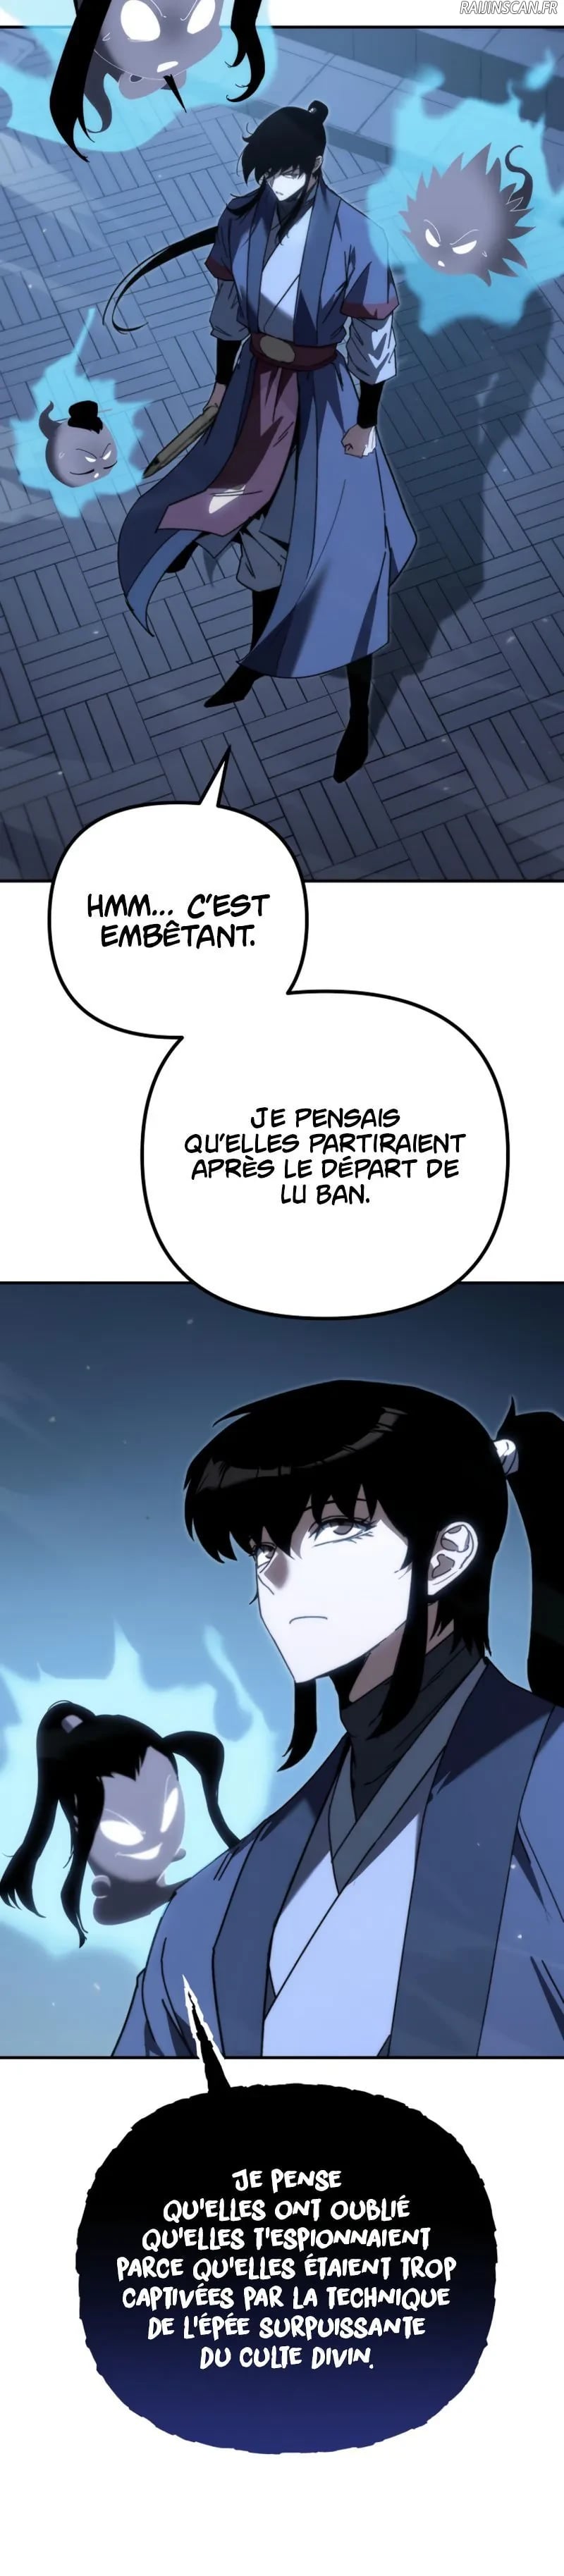 RAIJINSCAN.FR
HMM... C'EST
EMBÊTANT.
JE PENSAIS
QU'ELLES PARTIRAIENT
APRÈS LE DÉPART DE
LU BAN.
JE PENSE
QU'ELLES ONT OUBLIÉ
QU'ELLES T'ESPIONNAIENT
PARCE QU'ELLES ÉTAIENT TROP
CAPTIVÉES PAR LA TECHNIQUE
DE L'ÉPÉE SURPUISSANTE
DU CULTE DIVIN.